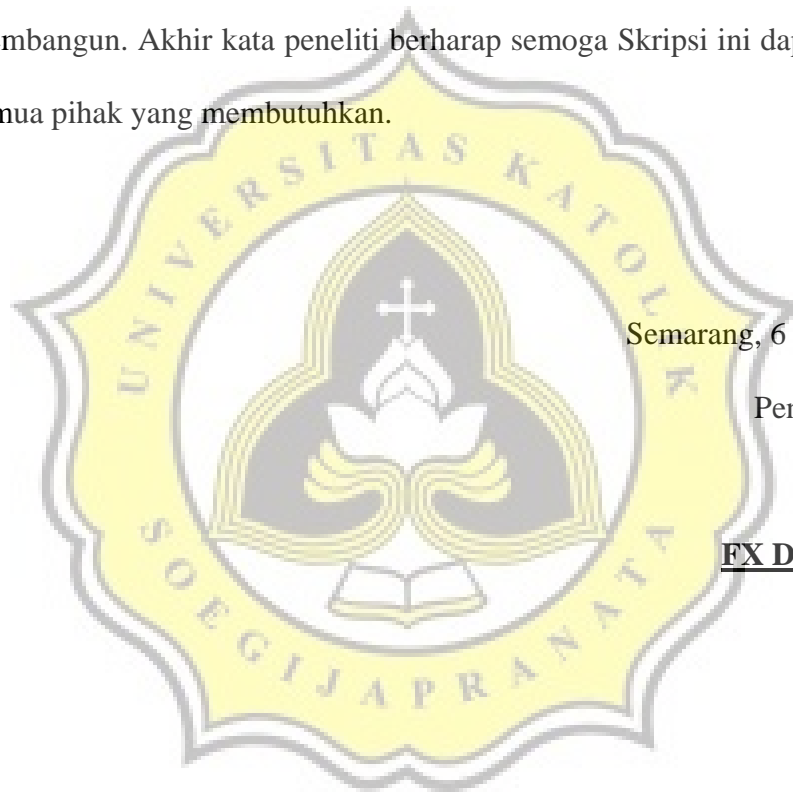 mbangun. Akhir kata peneliti berharap semoga Skripsi ini dap
mua pihak yang membutuhkan.
UNIVERSITAS KATOLIK
Semarang, 6
Pen
FX D
SOEGIJAPRANATA